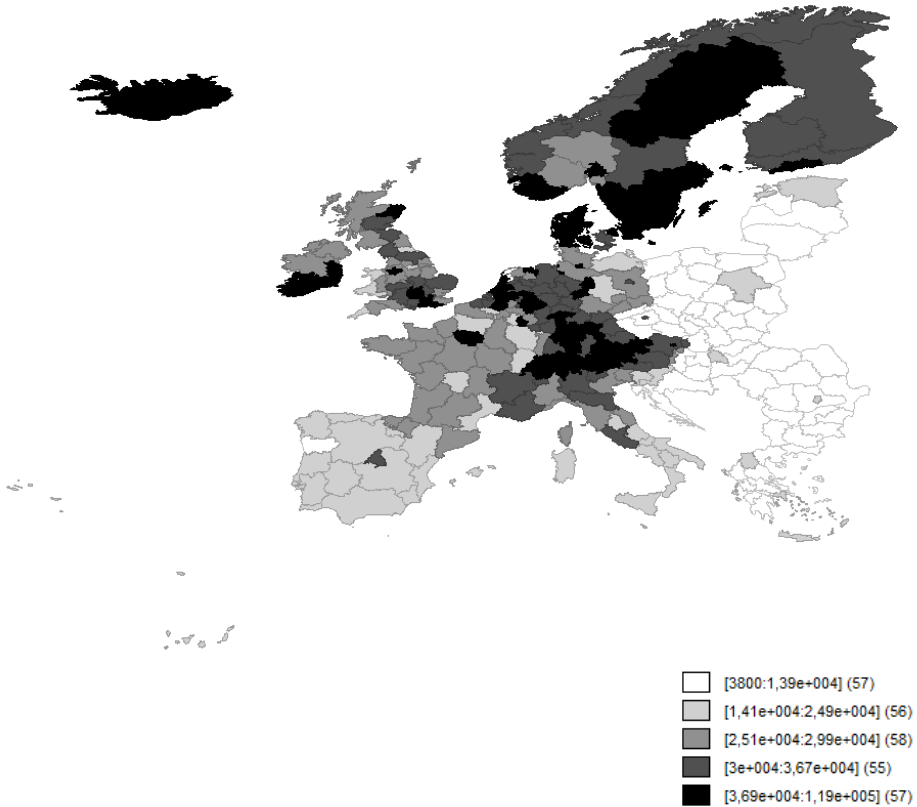 [3800:1,39e+004] (57)
[1,41e+004:2,49e+004] (56)
[2,51e+004:2,99e+004] (58)
[3e+004:3,67e+004] (55)
[3,69e+004:1,19e+005] (57)